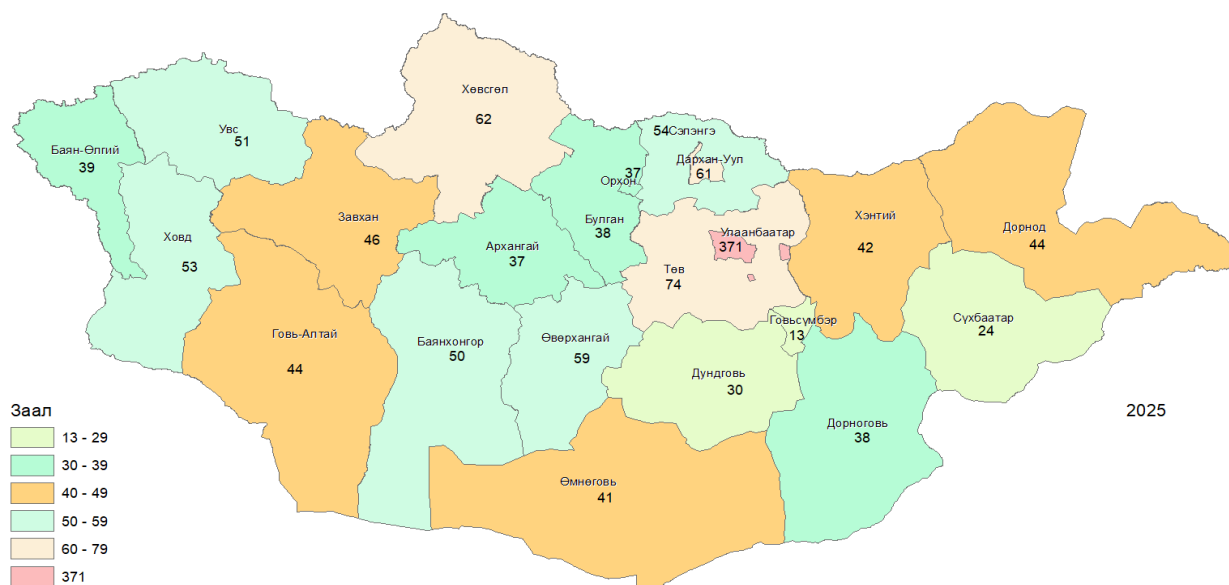 Хөвсгөл
62
Увс
51
54 Сэлэнгэ
Баян-Өлгий
39
Дархан-Уул
61
37
Орхон
Завхан
46
Булган
38
Улаанбаатар
371
Хэнтий
42
Дорнод
44
Ховд
53
Архангай
37
Төв
74
Говьсүмбэр
13
Сүхбаатар
24
Говь-Алтай
44
Баянхонгор
50
Өвөрхангай
59
Дундговь
30
Дорноговь
38
2025
Өмнөговь
41
Заал
13 - 29
30 - 39
40 - 49
50 - 59
60 - 79
371